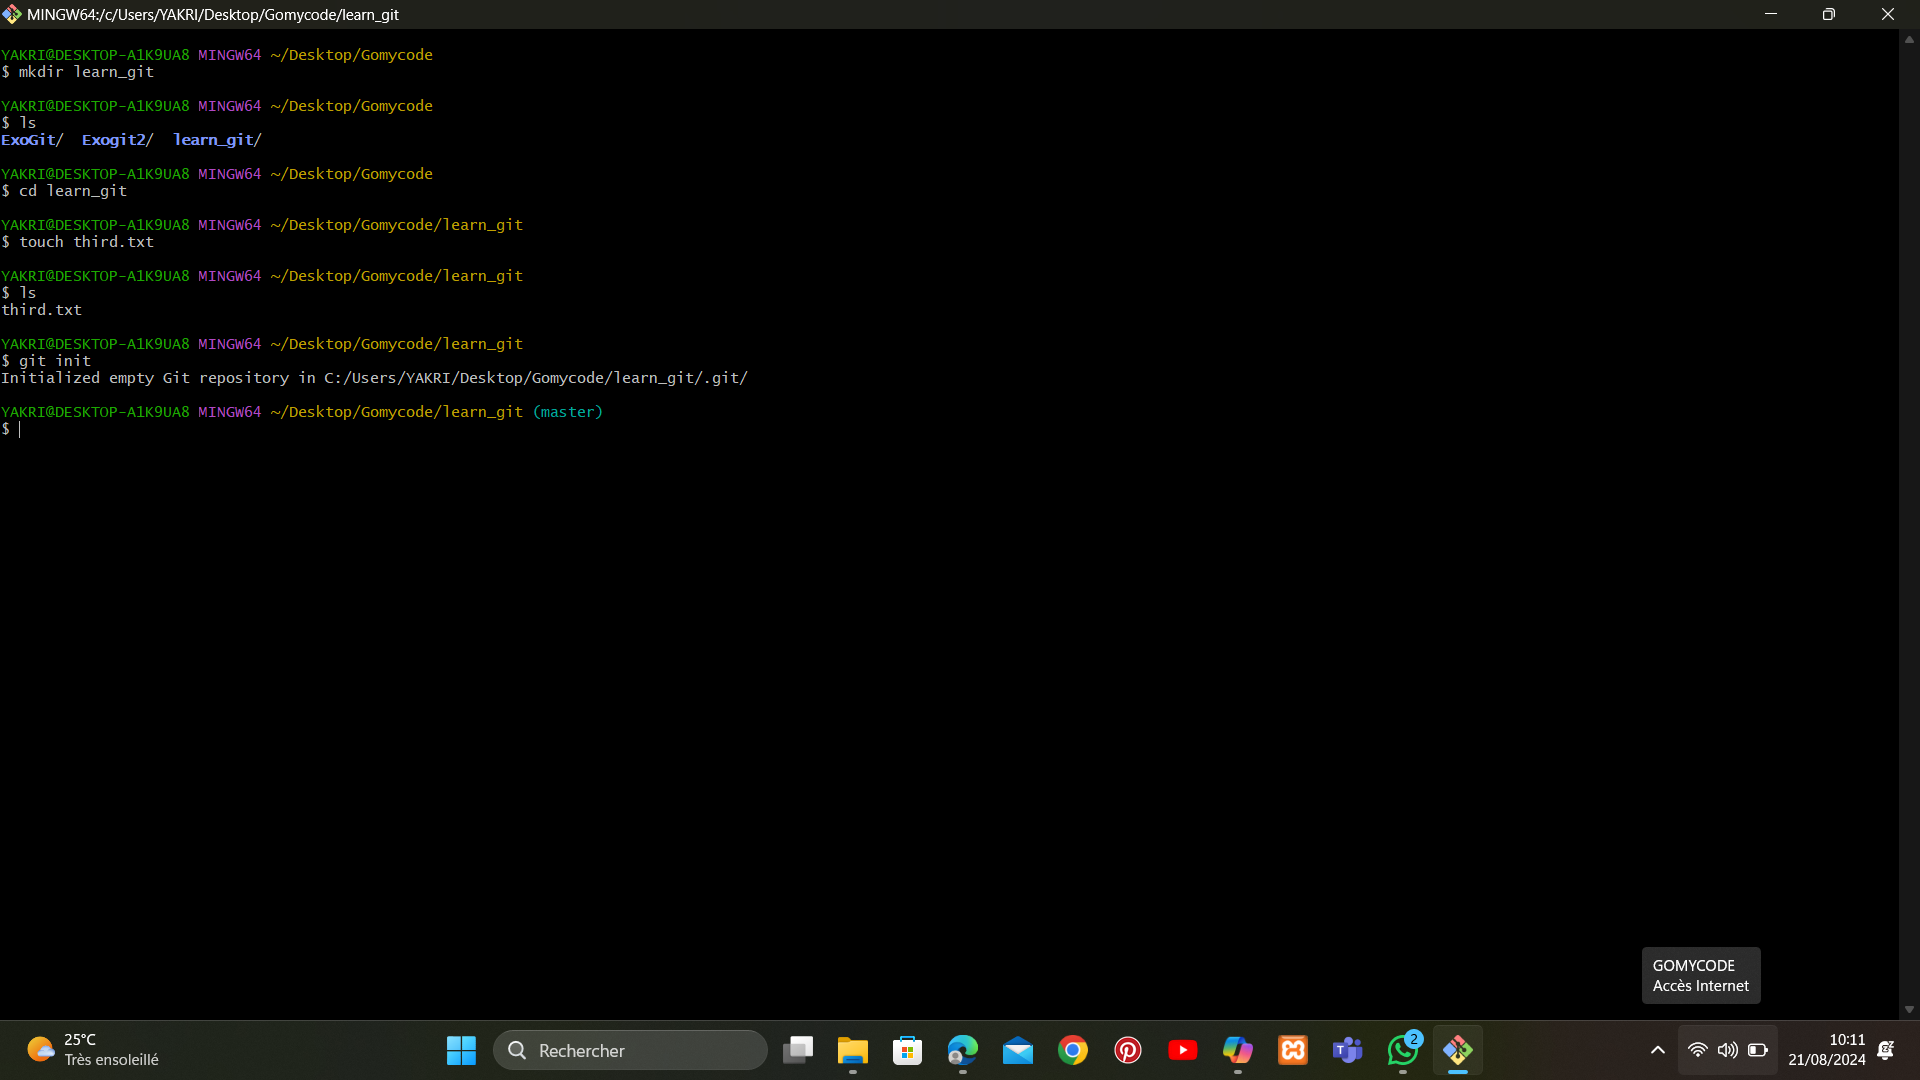 MINGW64:/c/Users/YAKRI/Desktop/Gomycode/learn_git
YAKRI@DESKTOP-A1K9UA8 MINGW64 ~/Desktop/Gomycode
$ mkdir learn_git
YAKRI@DESKTOP-A1K9UA8 MINGW64 ~/Desktop/Gomycode
$ ls
ExoGit/  Exogit2/  learn_git/
YAKRI@DESKTOP-A1K9UA8 MINGW64 ~/Desktop/Gomycode
$ cd learn_git
YAKRI@DESKTOP-A1K9UA8 MINGW64 ~/Desktop/Gomycode/learn_git
$ touch third.txt
YAKRI@DESKTOP-A1K9UA8 MINGW64 ~/Desktop/Gomycode/learn_git
$ ls
third.txt
YAKRI@DESKTOP-A1K9UA8 MINGW64 ~/Desktop/Gomycode/learn_git
$ git init
Initialized empty Git repository in C:/Users/YAKRI/Desktop/Gomycode/learn_git/.git/
YAKRI@DESKTOP-A1K9UA8 MINGW64 ~/Desktop/Gomycode/learn_git (master)
$
GOMYCODE
Accès Internet
25°C
Très ensoleillé
Rechercher
2
10:11
21/08/2024